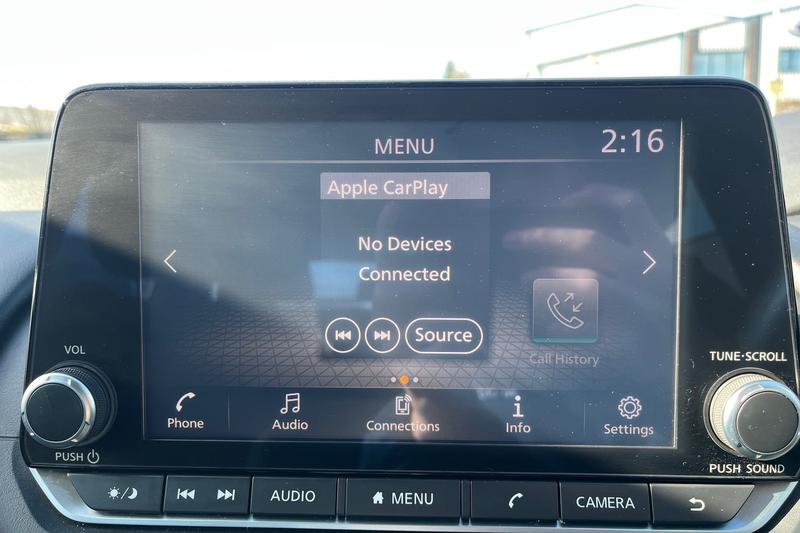 MENU
2:16
Apple CarPlay
No Devices
Connected
Source
Call History
VOL
TUNE·SCROLL
Phone
Audio
Connections
Info
Settings
PUSH
PUSH SOUND
AUDIO
MENU
CAMERA